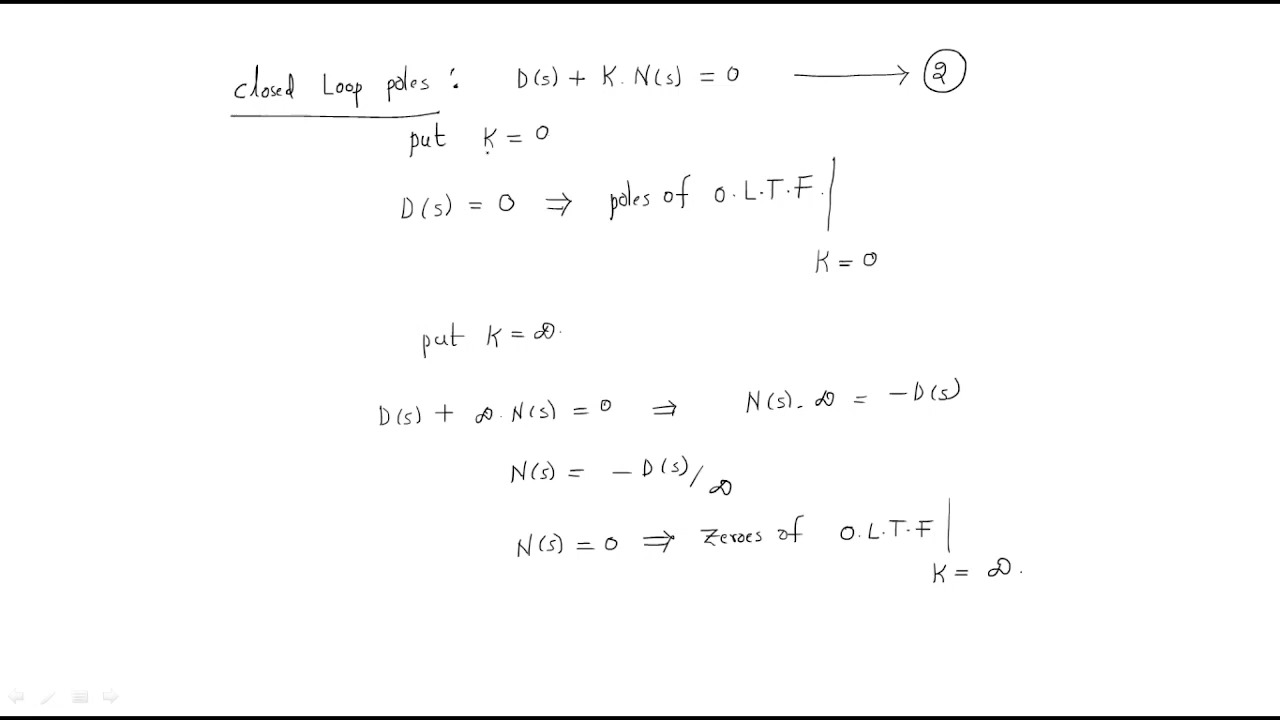 closed Loop poles : D(s) + K. N(s) = 0 ⟶ ②
put K = 0
D(s) = 0 ⇒ poles of O.L.T.F. |
K = 0
put K = ∞.
D(s) + ∞. N(s) = 0 ⇒ N(s). ∞ = -D(s)
N(s) = - D(s)/∞
N(s) = 0 ⇒ zeroes of O.L.T.F |
K = ∞.